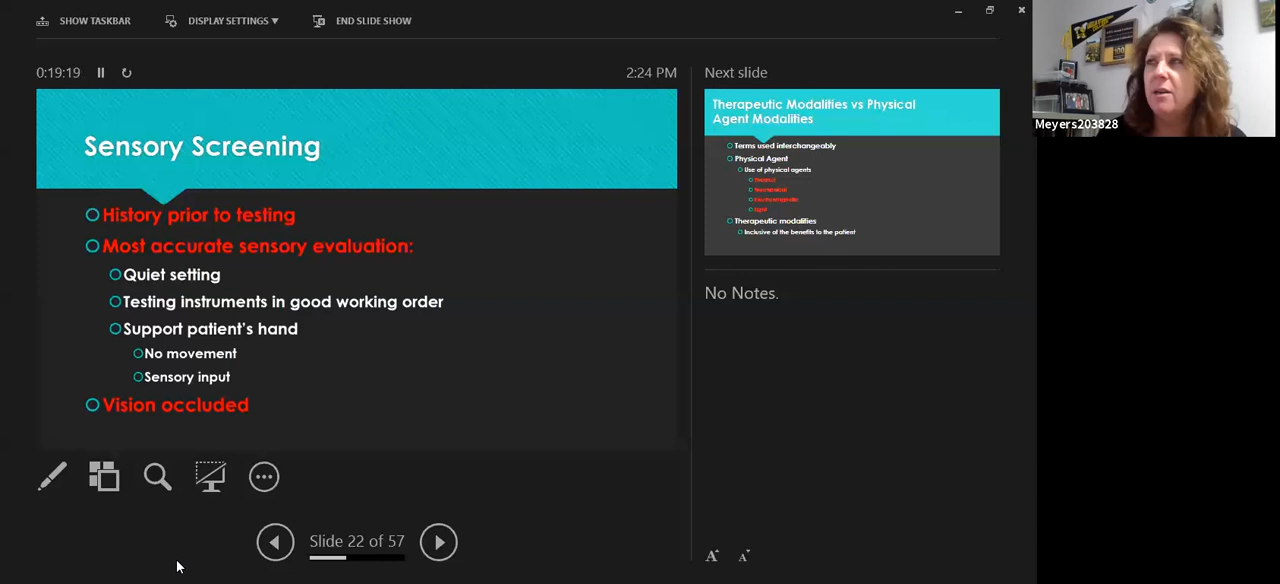 SHOW TASKBAR
DISPLAY SETTINGS ▼
END SLIDE SHOW
0:19:19
2:24 PM
Sensory Screening
History prior to testing
Most accurate sensory evaluation:
Quiet setting
Testing instruments in good working order
Support patient's hand
No movement
Sensory input
Vision occluded
Slide 22 of 57
Next slide
Therapeutic Modalities vs Physical
Agent Modalities
Terms used interchangeably
Physical Agent
Use of physical agents
Light
Therapeutic modalities
Inclusive of the benefits to the patient
No Notes.
A A
Meyers203828